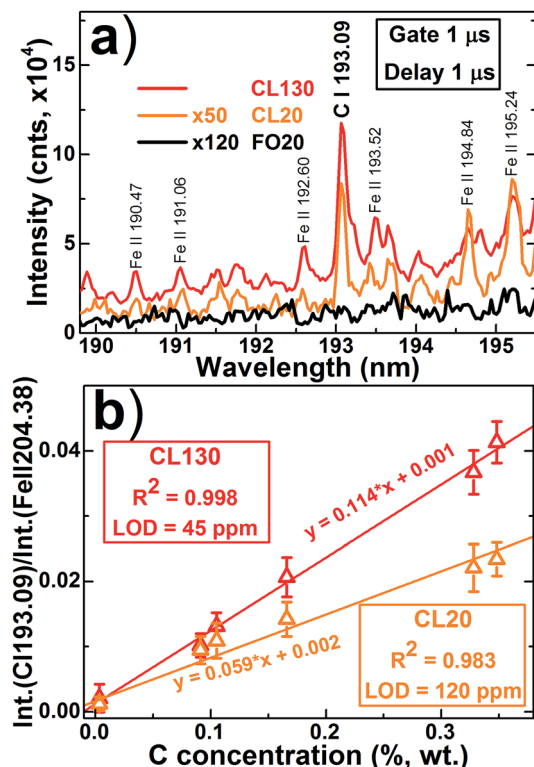 a)
Gate 1 μs
Delay 1 μs
CL130
x50 CL20
x120 FO20
Fe II 190.47
Fe II 191.06
Fe II 192.60
C I 193.09
Fe II 193.52
Fe II 194.84
Fe II 195.24
Intensity (cnts, x10⁴)
15
10
5
0
190 191 192 193 194 195
Wavelength (nm)
b)
CL130
R² = 0.998
LOD = 45 ppm
y = 0.114*x + 0.001
y = 0.059*x + 0.002
CL20
R² = 0.983
LOD = 120 ppm
Int.(CI193.09)/Int.(FeII204.38)
0.04
0.02
0.00
0.0 0.1 0.2 0.3
C concentration (%, wt.)